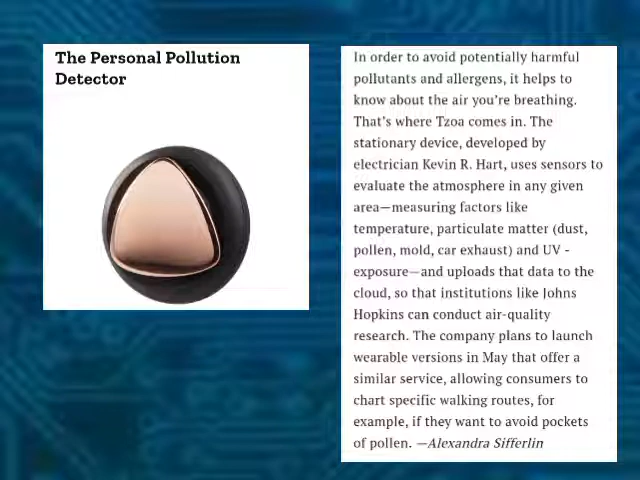 The Personal Pollution
Detector
In order to avoid potentially harmful
pollutants and allergens, it helps to
know about the air you're breathing.
That's where Tzoa comes in. The
stationary device, developed by
electrician Kevin R. Hart, uses sensors to
evaluate the atmosphere in any given
area—measuring factors like
temperature, particulate matter (dust,
pollen, mold, car exhaust) and UV -
exposure—and uploads that data to the
cloud, so that institutions like Johns
Hopkins can conduct air-quality
research. The company plans to launch
wearable versions in May that offer a
similar service, allowing consumers to
chart specific walking routes, for
example, if they want to avoid pockets
of pollen. —Alexandra Sifferlin